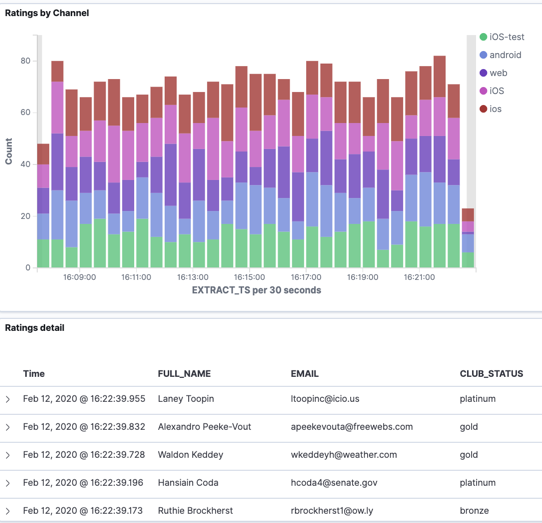 Ratings by Channel
80
60
40
20
0
Count
16:09:00 16:11:00 16:13:00 16:15:00 16:17:00 16:19:00 16:21:00
EXTRACT_TS per 30 seconds
iOS-test
android
web
iOS
ios
Ratings detail
Time FULL_NAME EMAIL CLUB_STATUS
Feb 12, 2020 @ 16:22:39.955 Laney Toopin ltoopinc@icio.us platinum
Feb 12, 2020 @ 16:22:39.832 Alexandro Peeke-Vout apeekevouta@freewebs.com gold
Feb 12, 2020 @ 16:22:39.728 Waldon Keddey wkeddeyh@weather.com gold
Feb 12, 2020 @ 16:22:39.196 Hansiain Coda hcoda4@senate.gov platinum
Feb 12, 2020 @ 16:22:39.173 Ruthie Brockherst rbrockherst1@ow.ly bronze